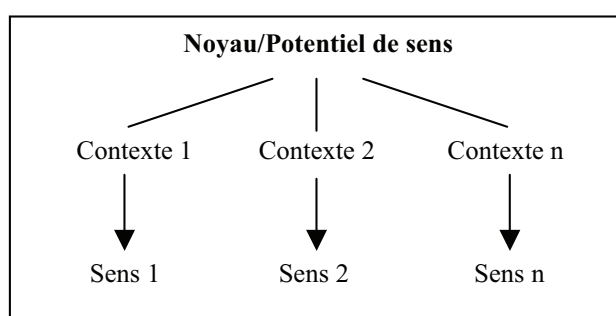 Noyau/Potentiel de sens
Contexte 1 Contexte 2 Contexte n
Sens 1 Sens 2 Sens n